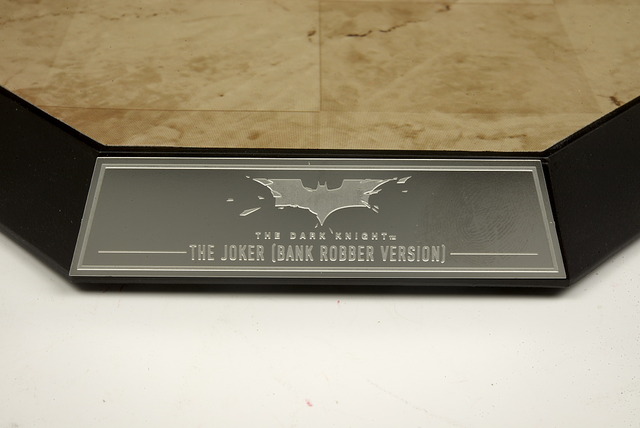 THE DARK KNIGHT™
THE JOKER (BANK ROBBER VERSION)